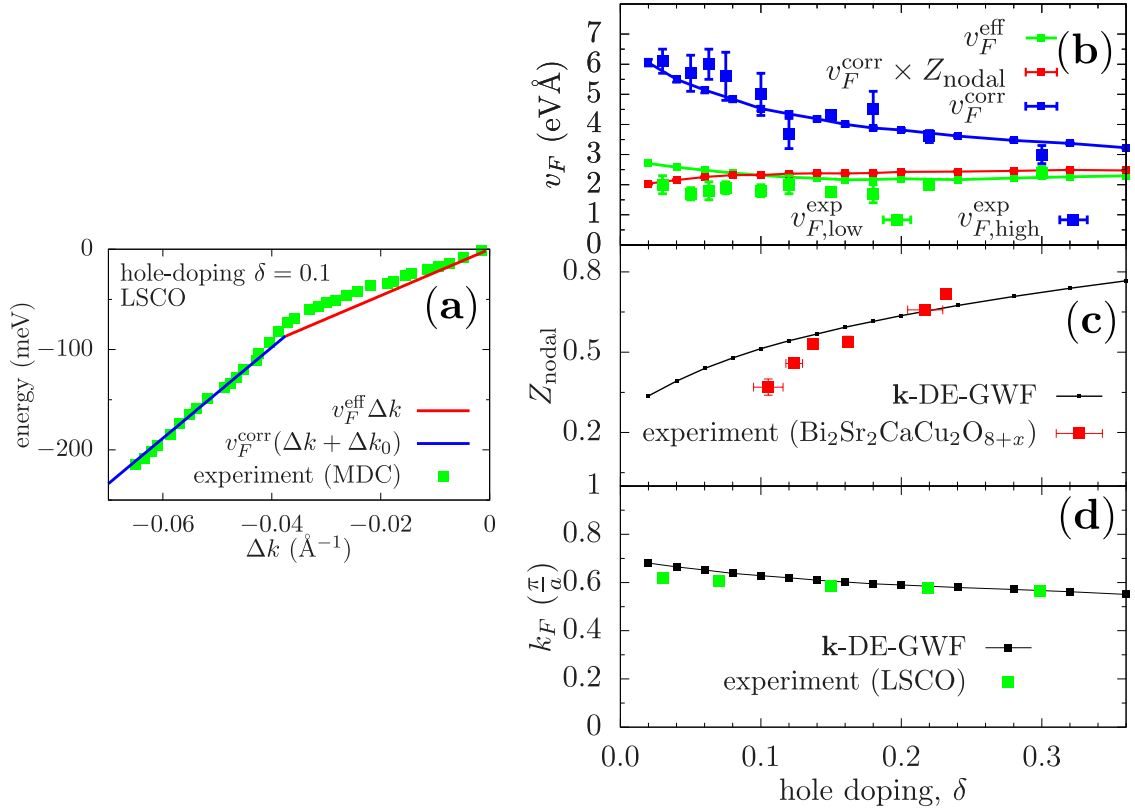 0
−100
−200
energy (meV)
hole-doping δ = 0.1
LSCO
(a)
v_F^eff Δk
v_F^corr(Δk + Δk₀)
experiment (MDC)
−0.06 −0.04 −0.02 0
Δk (Å⁻¹)
7
6
5
4
3
2
1
0
v_F (eVÅ)
(b)
v_F^eff
v_F^corr × Z_nodal
v_F^corr
v_F,low^exp
v_F,high^exp
0.8
0.5
0.2
Z_nodal
(c)
k-DE-GWF
experiment (Bi₂Sr₂CaCu₂O₈₊ₓ)
1
0.8
0.6
0.4
0.2
0
k_F (π/a)
(d)
k-DE-GWF
experiment (LSCO)
0.0 0.1 0.2 0.3
hole doping, δ